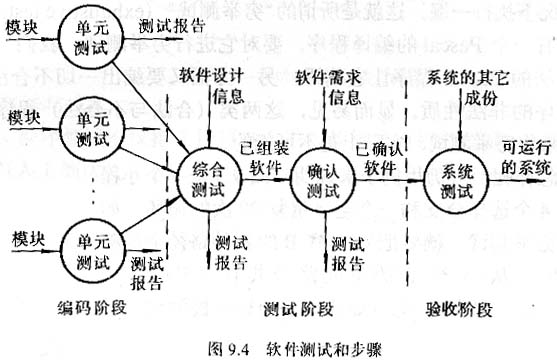 模块
单元
测试
测试报告
模块
单元
测试
模块
单元
测试
测试
报告
软件设计
信息
综合
测试
测试
报告
已组装
软件
软件需求
信息
确认
测试
测试
报告
已确认
软件
系统的其它
成份
系统
测试
可运行
的系统
编码阶段
测试阶段
验收阶段
图 9.4 软件测试和步骤